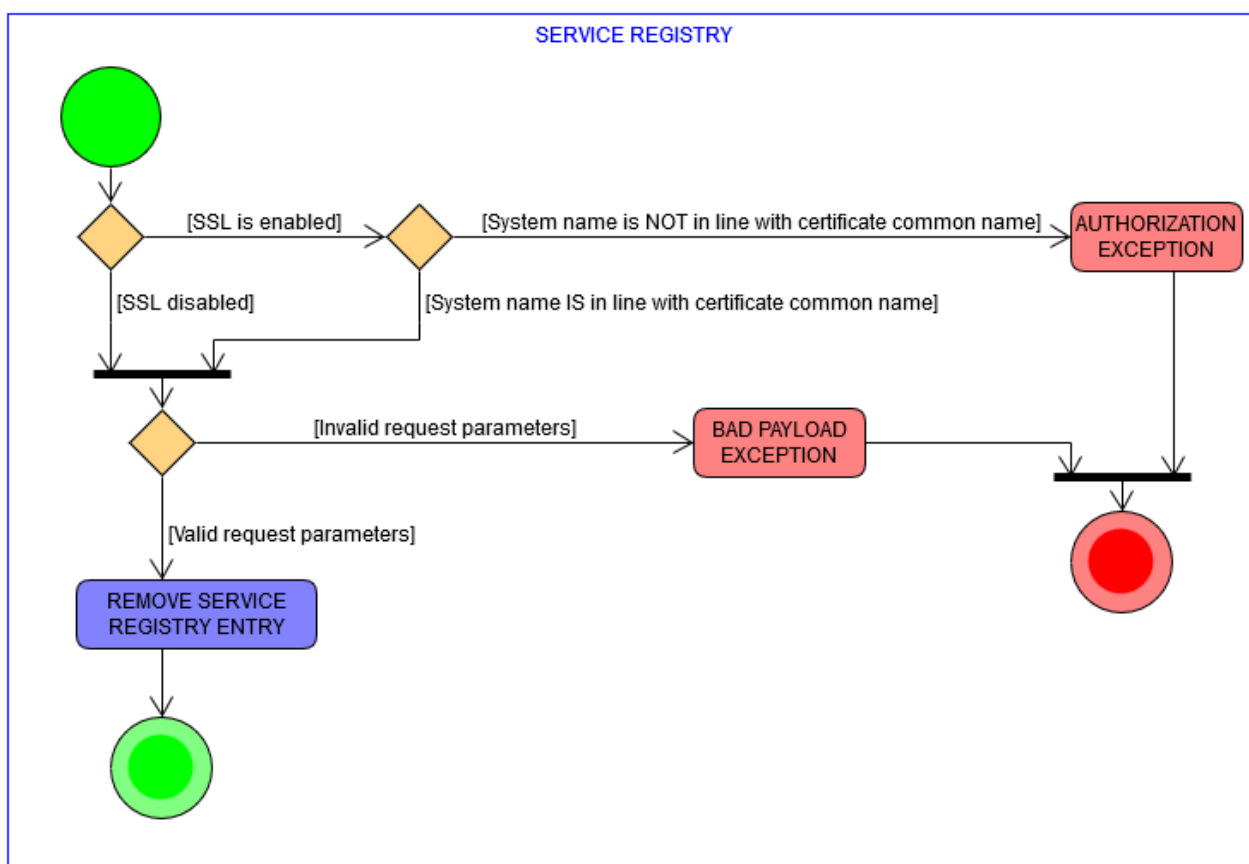 SERVICE REGISTRY
[SSL is enabled]
[System name is NOT in line with certificate common name]
AUTHORIZATION
EXCEPTION
[SSL disabled]
[System name IS in line with certificate common name]
[Invalid request parameters]
BAD PAYLOAD
EXCEPTION
[Valid request parameters]
REMOVE SERVICE
REGISTRY ENTRY